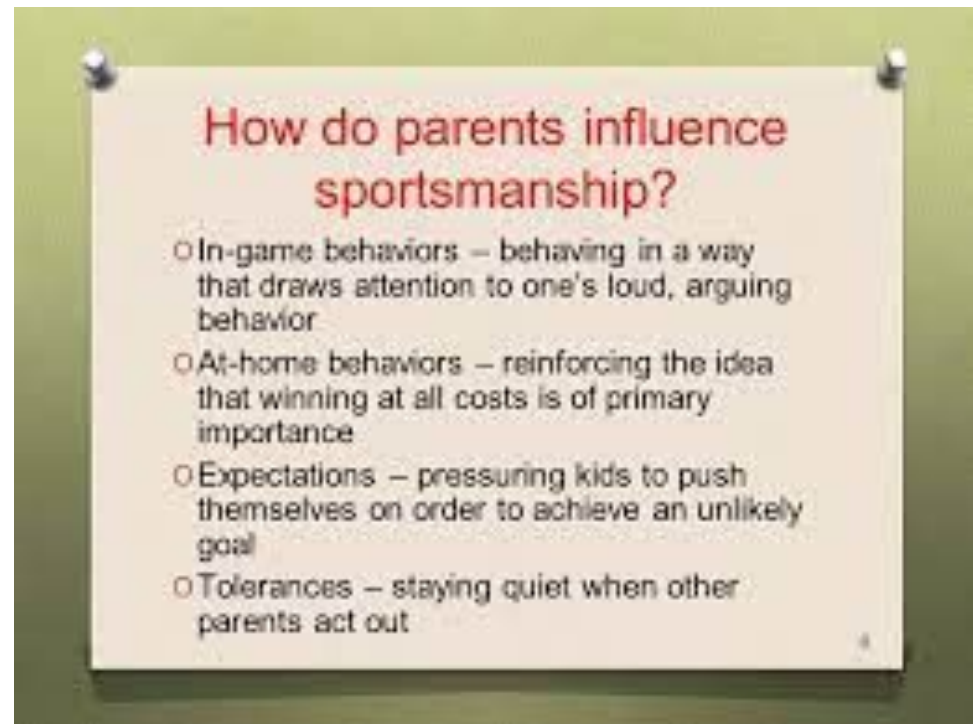 How do parents influence
sportsmanship?
O In-game behaviors – behaving in a way
that draws attention to one's loud, arguing
behavior
O At-home behaviors – reinforcing the idea
that winning at all costs is of primary
importance
O Expectations – pressuring kids to push
themselves on order to achieve an unlikely
goal
O Tolerances – staying quiet when other
parents act out